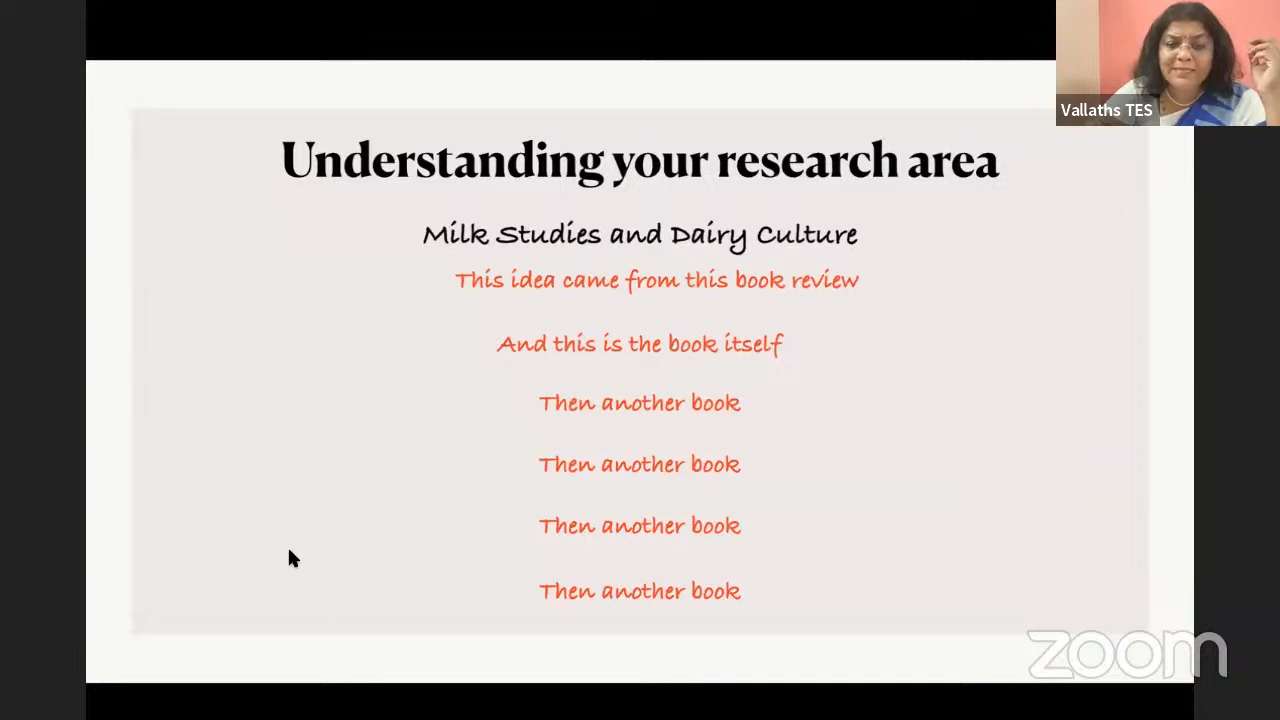 Vallaths TES
Understanding your research area
Milk Studies and Dairy Culture
This idea came from this book review
And this is the book itself
Then another book
Then another book
Then another book
Then another book
zoom